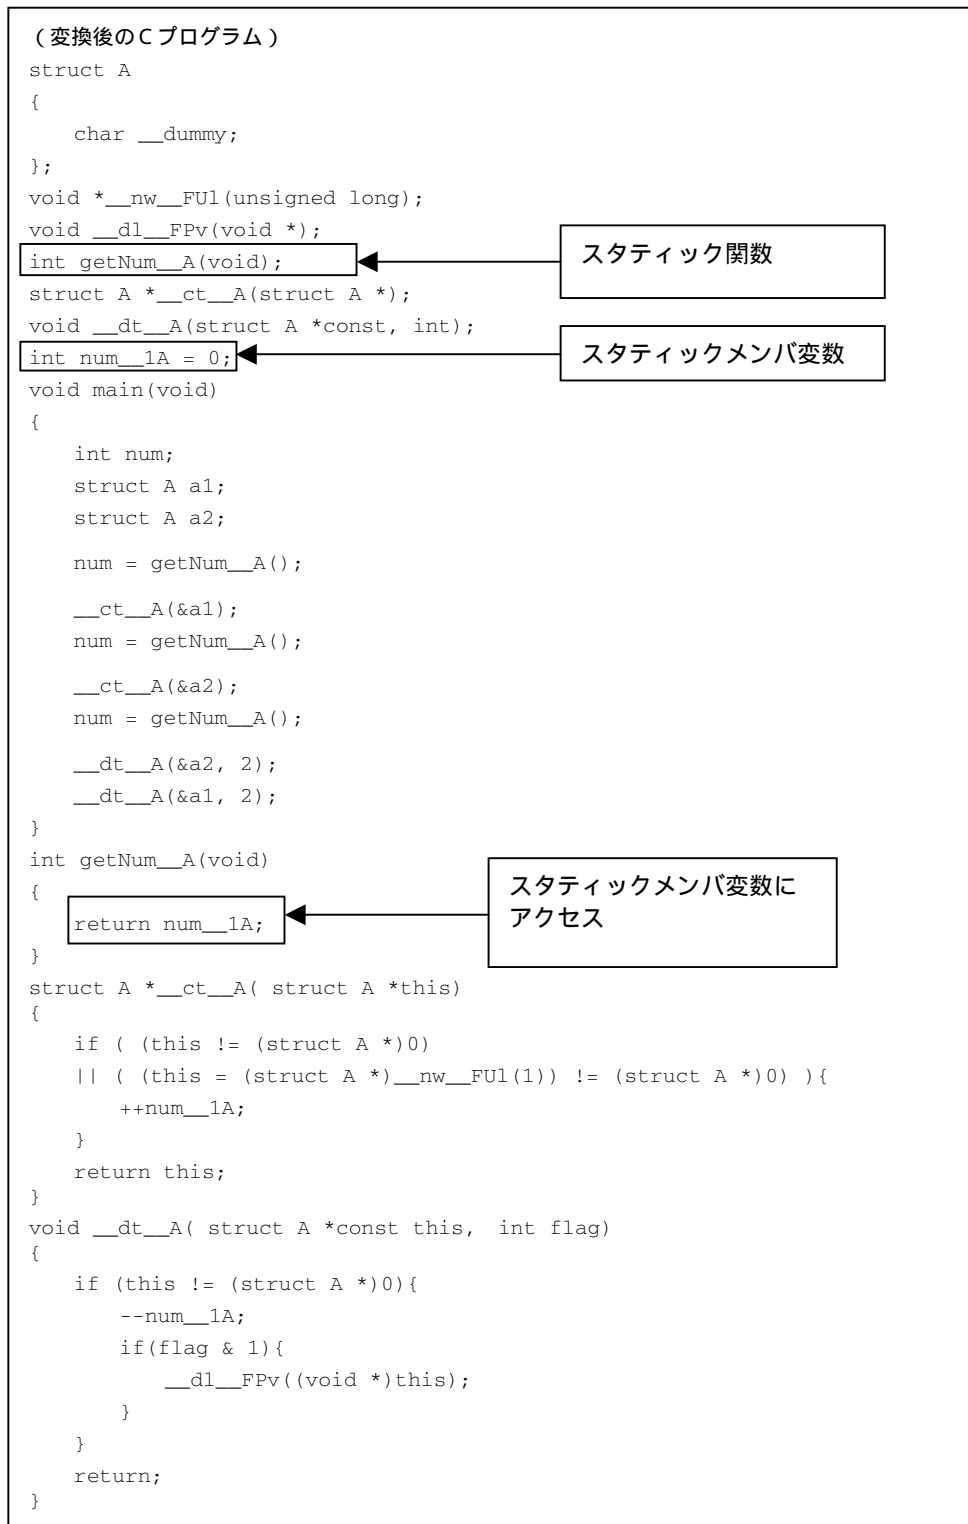 （変換後のＣプログラム）
struct A
{
    char __dummy;
};
void *__nw__FUl(unsigned long);
void __dl__FPv(void *);
int getNum__A(void);
スタティック関数
struct A *__ct__A(struct A *);
void __dt__A(struct A *const, int);
int num__1A = 0;
スタティックメンバ変数
void main(void)
{
    int num;
    struct A a1;
    struct A a2;
    num = getNum__A();
    __ct__A(&a1);
    num = getNum__A();
    __ct__A(&a2);
    num = getNum__A();
    __dt__A(&a2, 2);
    __dt__A(&a1, 2);
}
int getNum__A(void)
{
    return num__1A;
スタティックメンバ変数に
アクセス
}
struct A *__ct__A( struct A *this)
{
    if ( (this != (struct A *)0)
    || ( (this = (struct A *)__nw__FUl(1)) != (struct A *)0) ){
        ++num__1A;
    }
    return this;
}
void __dt__A( struct A *const this, int flag)
{
    if (this != (struct A *)0){
        --num__1A;
        if(flag & 1){
            __dl__FPv((void *)this);
        }
    }
    return;
}